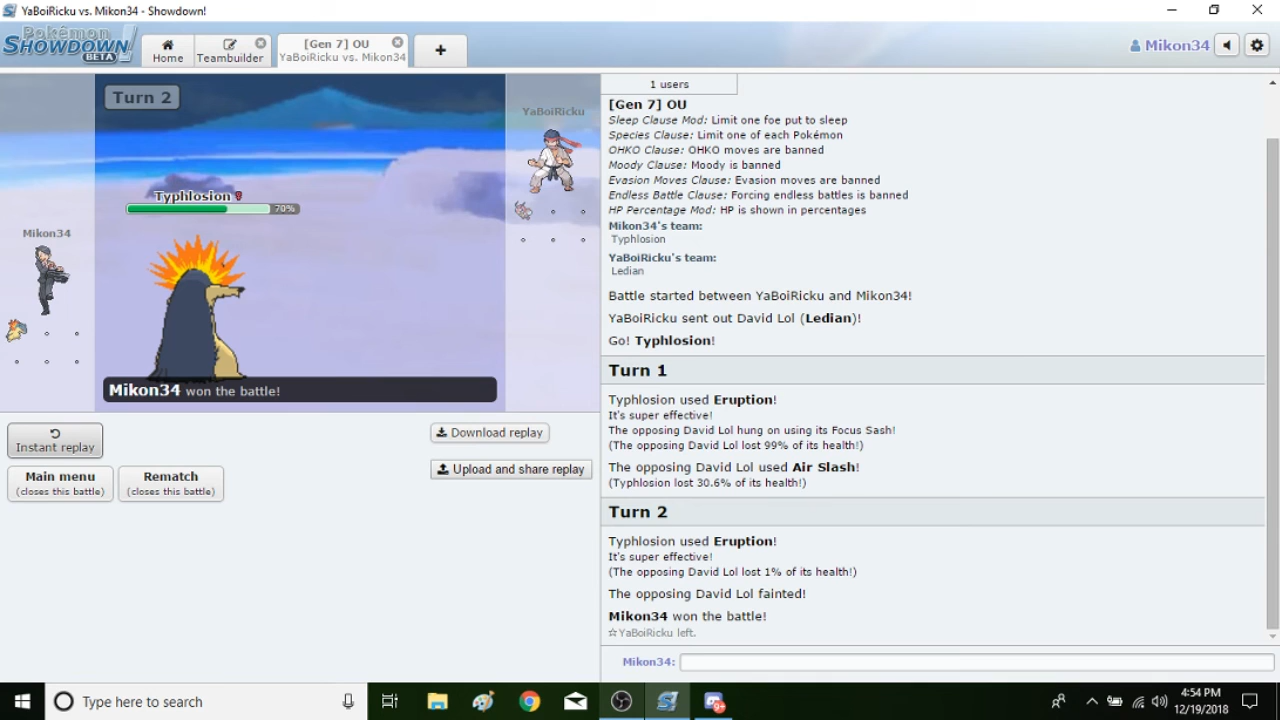 YaBoiRicku vs. Mikon34 - Showdown!
Pokémon
SHOWDOWN!
BETA
Home
Teambuilder
[Gen 7] OU
YaBoiRicku vs. Mikon34
+
Mikon34
Turn 2
YaBoiRicku
Typhlosion
70%
Mikon34
Mikon34 won the battle!
Instant replay
Download replay
Upload and share replay
Main menu
(closes this battle)
Rematch
(closes this battle)
1 users
[Gen 7] OU
Sleep Clause Mod: Limit one foe put to sleep
Species Clause: Limit one of each Pokémon
OHKO Clause: OHKO moves are banned
Moody Clause: Moody is banned
Evasion Moves Clause: Evasion moves are banned
Endless Battle Clause: Forcing endless battles is banned
HP Percentage Mod: HP is shown in percentages
Mikon34's team:
Typhlosion
YaBoiRicku's team:
Ledian
Battle started between YaBoiRicku and Mikon34!
YaBoiRicku sent out David Lol (Ledian)!
Go! Typhlosion!
Turn 1
Typhlosion used Eruption!
It's super effective!
The opposing David Lol hung on using its Focus Sash!
(The opposing David Lol lost 99% of its health!)
The opposing David Lol used Air Slash!
(Typhlosion lost 30.6% of its health!)
Turn 2
Typhlosion used Eruption!
It's super effective!
(The opposing David Lol lost 1% of its health!)
The opposing David Lol fainted!
Mikon34 won the battle!
☆YaBoiRicku left.
Mikon34:
Type here to search
9+
4:54 PM
12/19/2018